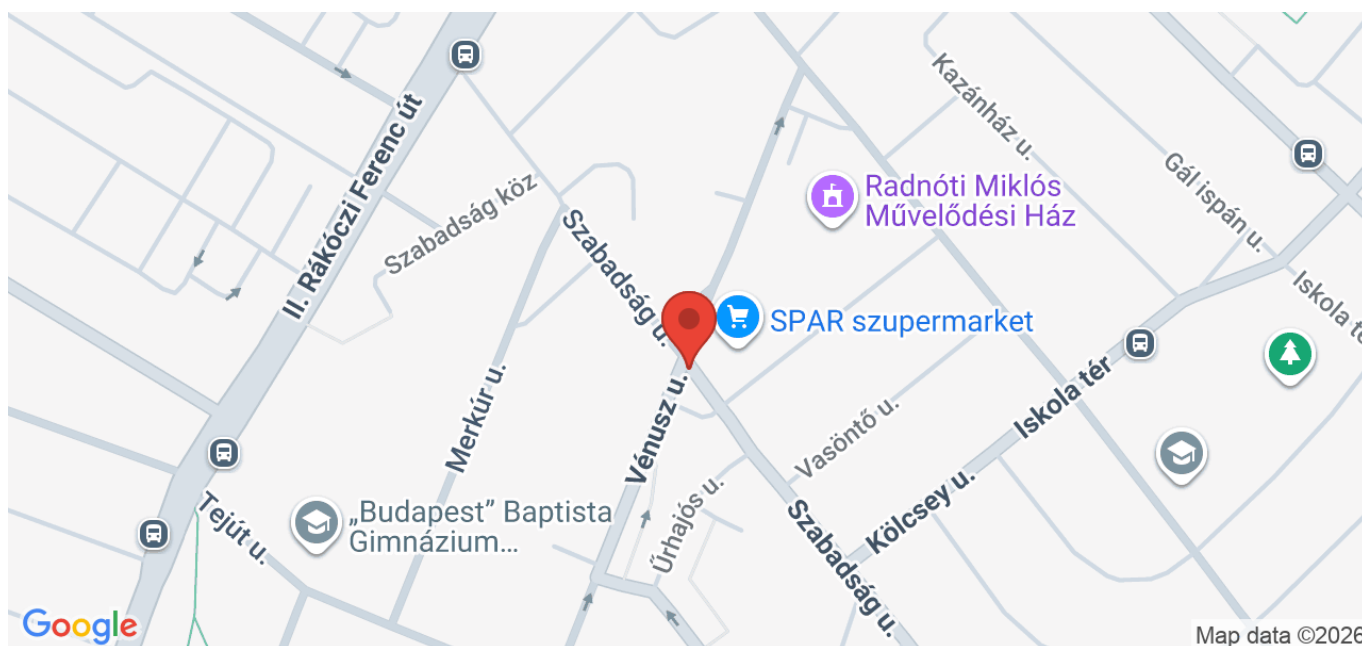 II. Rákóczi Ferenc út
Kazánház u.
Gál ispán u.
Szabadság köz
Radnóti Miklós
Művelődési Ház
Szabadság u.
SPAR szupermarket
Iskola té
Merkúr u.
Vénusz u.
Iskola tér
Vasöntő u.
Tejút u.
„Budapest” Baptista
Gimnázium...
Űrhajós u.
Kölcsey u.
Szabadság u.
Google
Map data ©2026